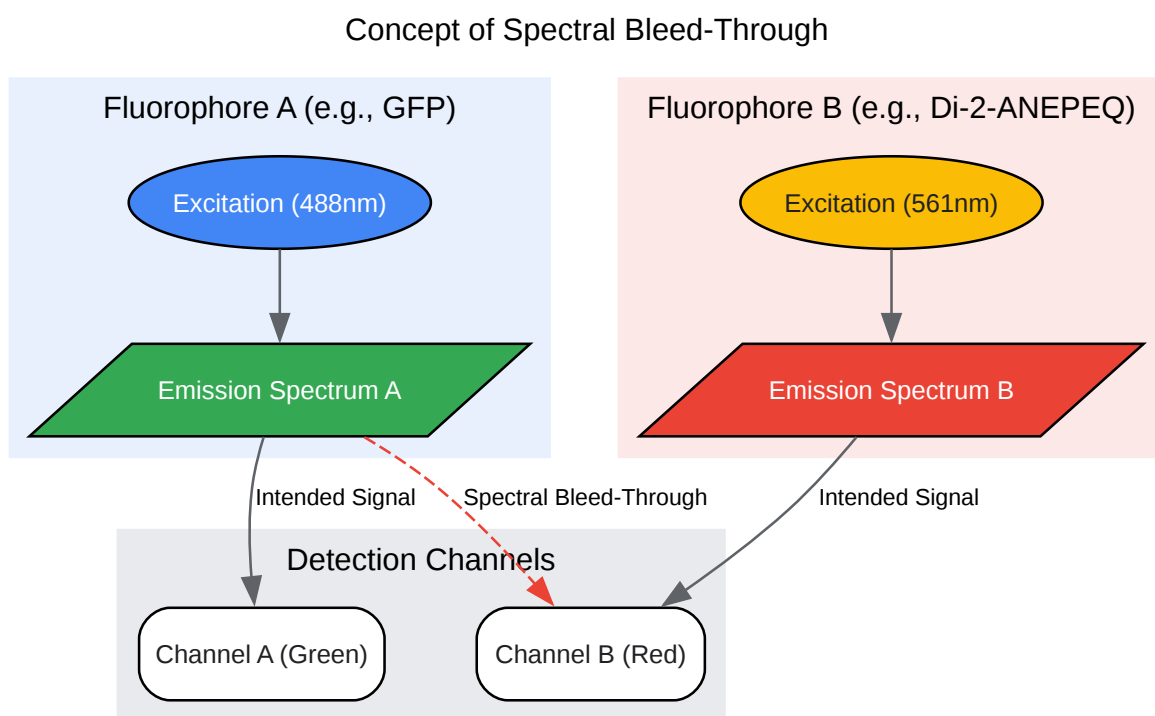 Concept of Spectral Bleed-Through
Fluorophore A (e.g., GFP)
Fluorophore B (e.g., Di-2-ANEPEQ)
Excitation (488nm)
Excitation (561nm)
Emission Spectrum A
Emission Spectrum B
Intended Signal
Spectral Bleed-Through
Intended Signal
Detection Channels
Channel A (Green)
Channel B (Red)